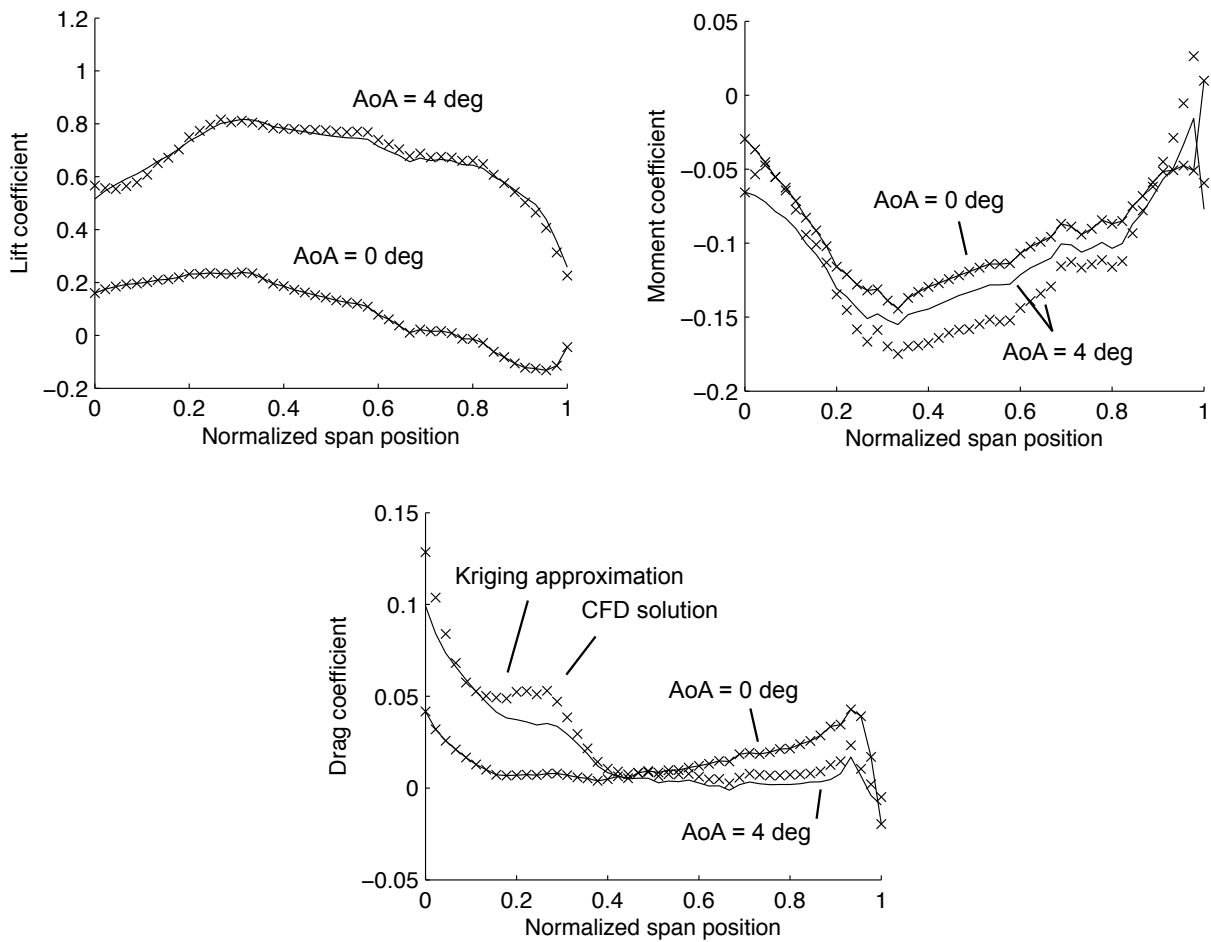 1.2
1
0.8
0.6
0.4
0.2
0
−0.2
Lift coefficient
AoA = 4 deg
AoA = 0 deg
0 0.2 0.4 0.6 0.8 1
Normalized span position
0.05
0
−0.05
−0.1
−0.15
−0.2
Moment coefficient
AoA = 0 deg
AoA = 4 deg
0 0.2 0.4 0.6 0.8 1
Normalized span position
0.15
0.1
0.05
0
−0.05
Drag coefficient
Kriging approximation
CFD solution
AoA = 0 deg
AoA = 4 deg
0 0.2 0.4 0.6 0.8 1
Normalized span position